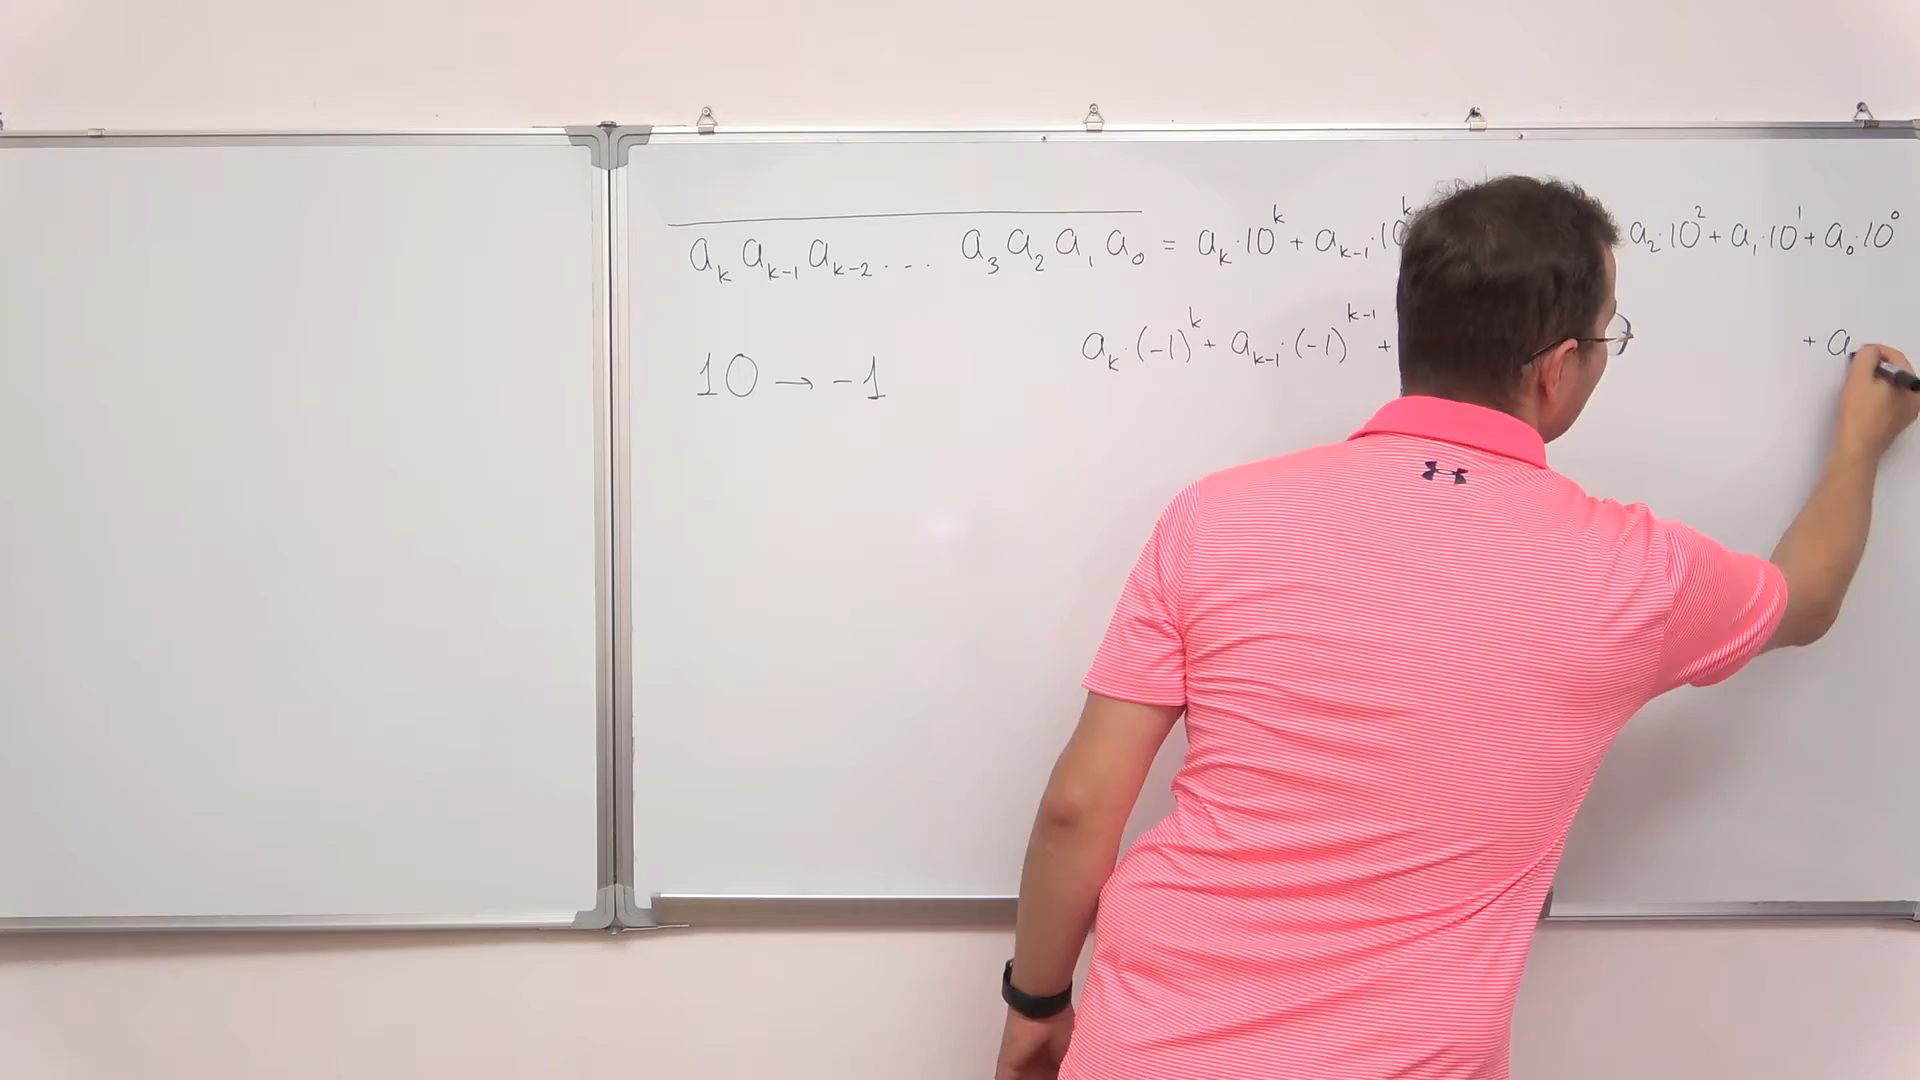 a_k a_{k-1} a_{k-2} ... a_3 a_2 a_1 a_0 = a_k · 10^k + a_{k-1} · 10^k a_2 · 10^2 + a_1 · 10^1 + a_0 · 10^0
a_k · (-1)^k + a_{k-1} · (-1)^{k-1} + + a
10 → -1